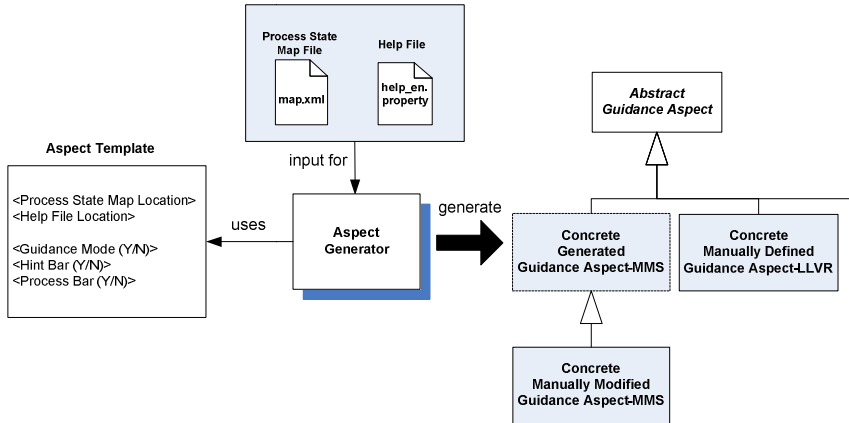 Process State
Map File
Help File
map.xml
help_en.
property
input for
Aspect Template
<Process State Map Location>
<Help File Location>
<Guidance Mode (Y/N)>
<Hint Bar (Y/N)>
<Process Bar (Y/N)>
uses
Aspect
Generator
generate
Abstract
Guidance Aspect
Concrete
Generated
Guidance Aspect-MMS
Concrete
Manually Defined
Guidance Aspect-LLVR
Concrete
Manually Modified
Guidance Aspect-MMS